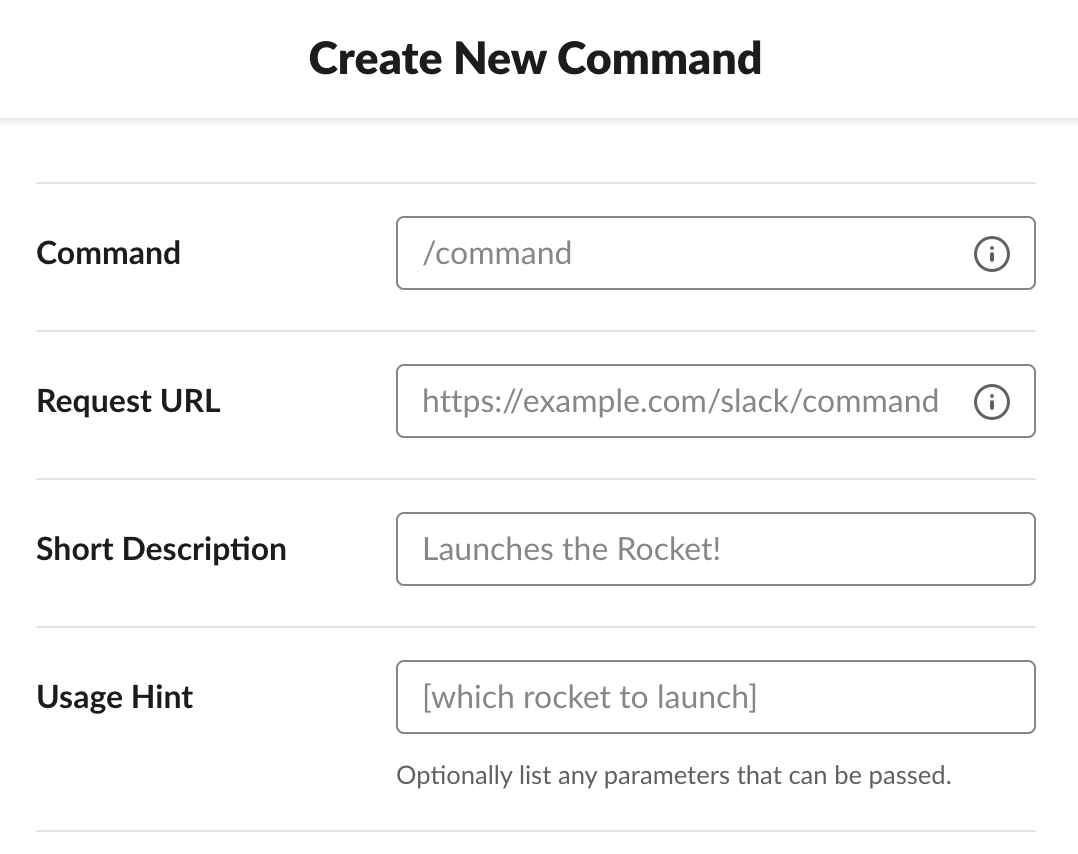 Create New Command
Command
/command
Request URL
https://example.com/slack/command
Short Description
Launches the Rocket!
Usage Hint
[which rocket to launch]
Optionally list any parameters that can be passed.